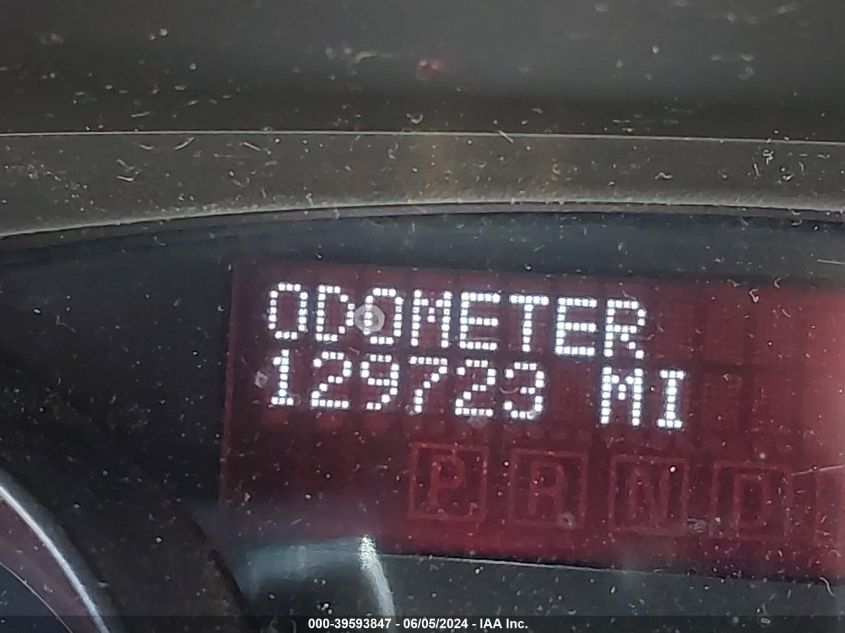 ODOMETER
129723 MI
P R N D
000-39593847 - 06/05/2024 - IAA Inc.